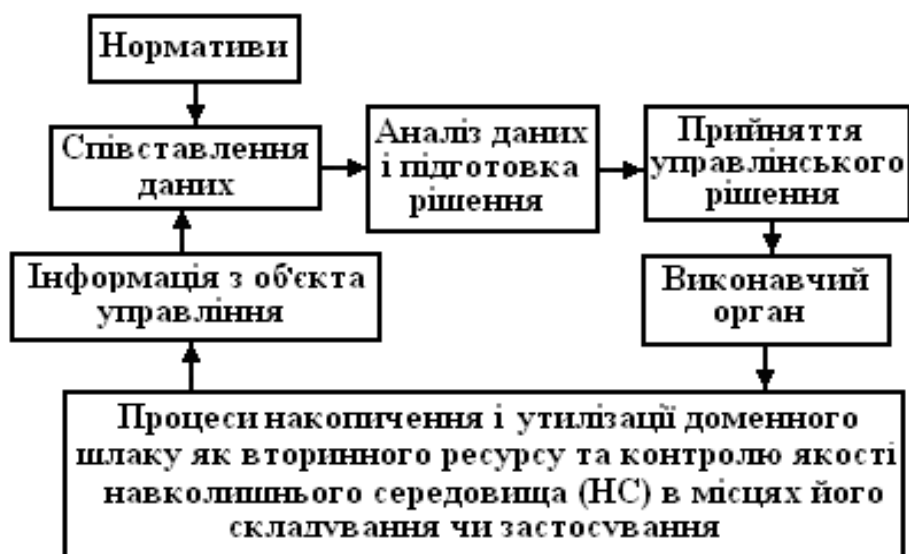 Нормативи
Співставлення
даних
Аналіз даних
і підготовка
рішення
Прийняття
управлінського
рішення
Інформація з об'єкта
управління
Виконавчий
орган
Процеси накопичення і утилізації доменного
шлаку як вторинного ресурсу та контролю якості
навколишнього середовища (НС) в місцях його
складування чи застосування